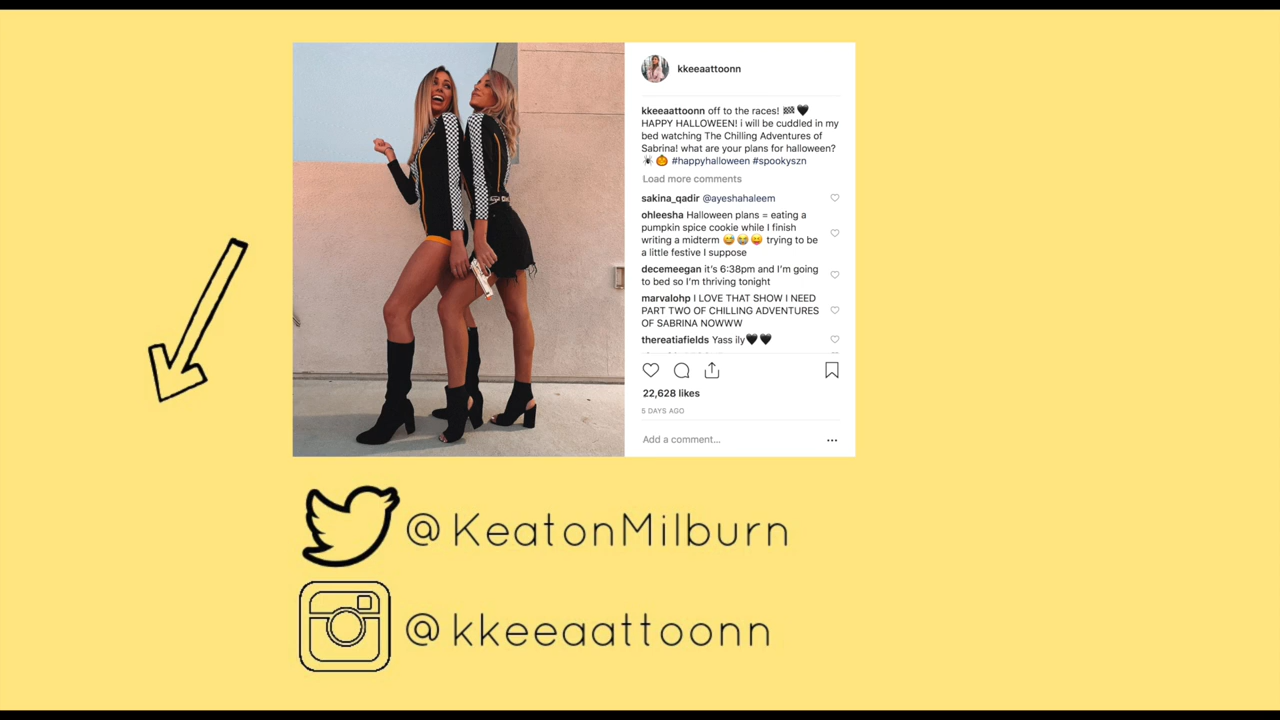 kkeeaattoonn
kkeeaattoonn off to the races! 🏁🖤
HAPPY HALLOWEEN! i will be cuddled in my
bed watching The Chilling Adventures of
Sabrina! what are your plans for halloween?
🕷🎃 #happyhalloween #spookyszn
Load more comments
sakina_qadir @ayeshahaleem
ohleesha Halloween plans = eating a
pumpkin spice cookie while I finish
writing a midterm 😅😂😛 trying to be
a little festive I suppose
decemeegan it's 6:38pm and I'm going
to bed so I'm thriving tonight
marvalohp I LOVE THAT SHOW I NEED
PART TWO OF CHILLING ADVENTURES
OF SABRINA NOWWW
thereatiafields Yass ily🖤🖤
22,628 likes
5 DAYS AGO
Add a comment...
@KeatonMilburn
@kkeeaattoonn